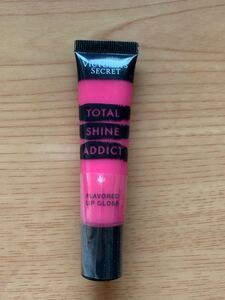 VICTORIA'S
SECRET
TOTAL
SHINE
ADDICT
FLAVORED
LIP GLOSS